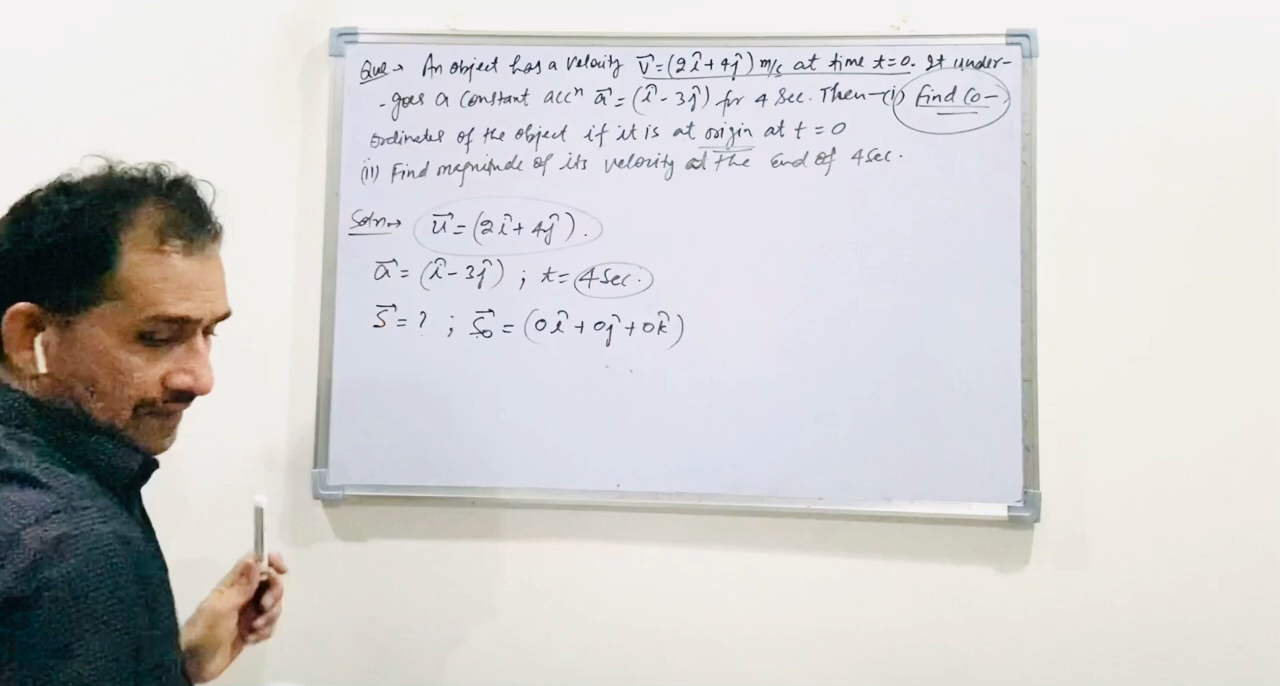 Que→ An object has a velocity v⃗=(2î+4ĵ) m/s at time t=0. It under-
-goes a constant accⁿ a⃗=(î-3ĵ) for 4 Sec. Then-(i) Find Co-
ordinates of the object if it is at origin at t=0
(ii) Find magnitude of its velocity at the end of 4 Sec.
Soln→ u⃗=(2î+4ĵ).
a⃗=(î-3ĵ) ; t=4 Sec.
S⃗=? ; S⃗₀=(0î+0ĵ+0k̂)